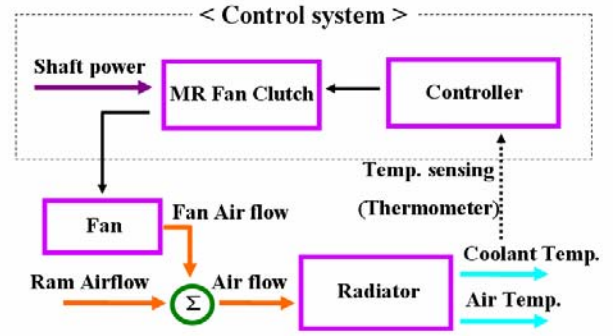 < Control system >
Shaft power
MR Fan Clutch
Controller
Temp. sensing
(Thermometer)
Fan
Fan Air flow
Coolant Temp.
Ram Airflow
Σ
Air flow
Radiator
Air Temp.